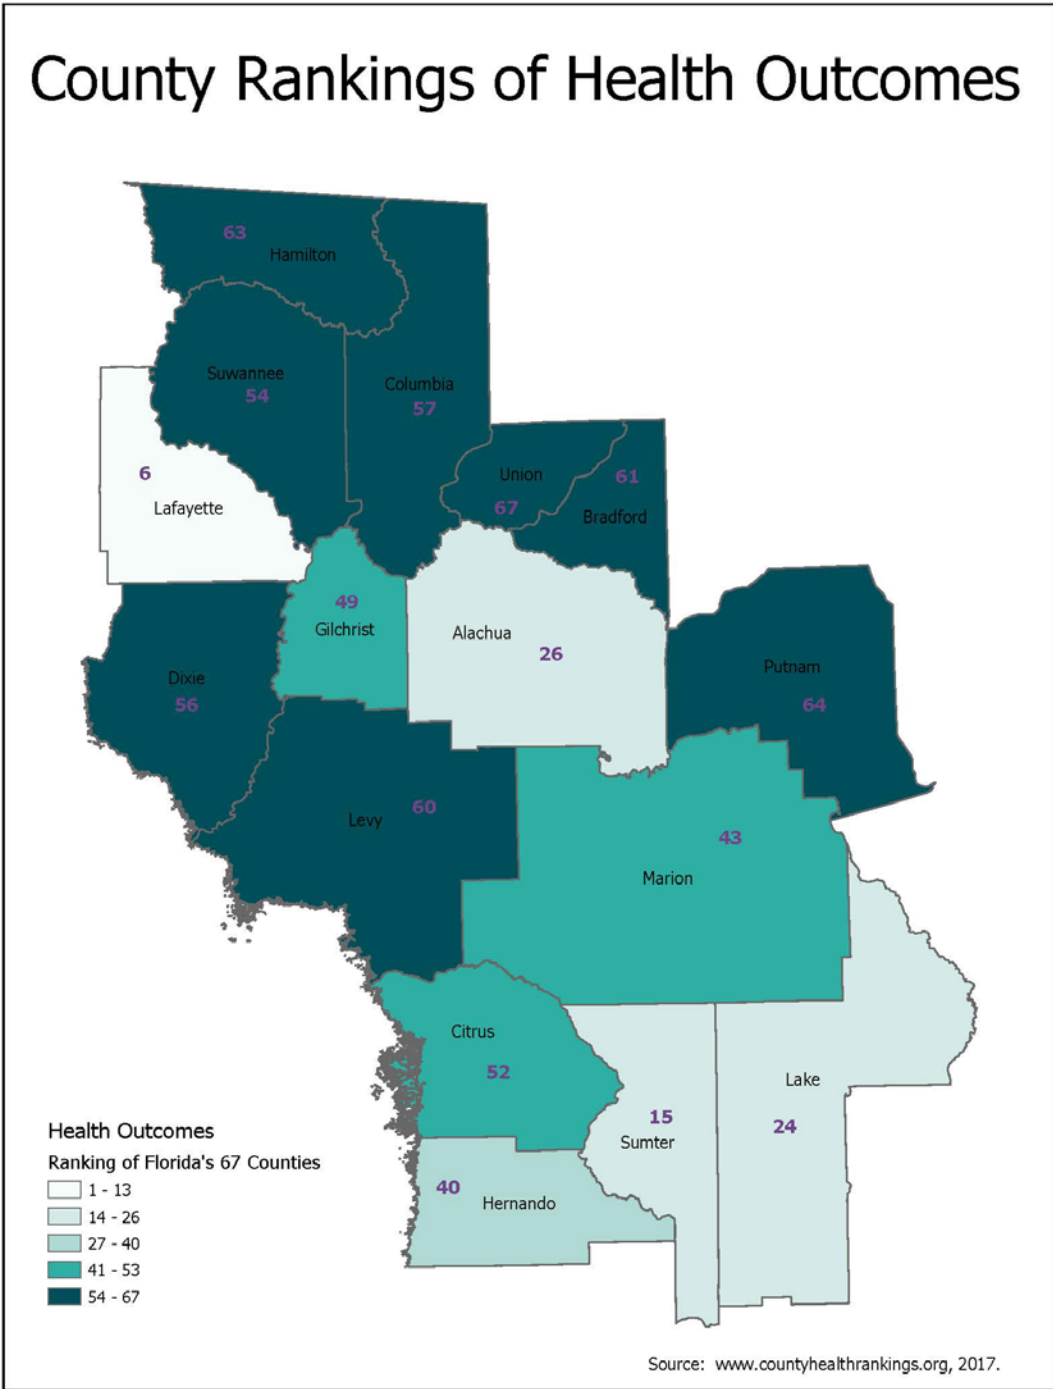 County Rankings of Health Outcomes
63
Hamilton
Suwannee
54
Columbia
57
6
Lafayette
Union
67
61
Bradford
49
Gilchrist
Alachua
26
Dixie
56
Putnam
64
Levy
60
43
Marion
Citrus
52
Lake
24
15
Sumter
40
Hernando
Health Outcomes
Ranking of Florida's 67 Counties
1 - 13
14 - 26
27 - 40
41 - 53
54 - 67
Source: www.countyhealthrankings.org, 2017.